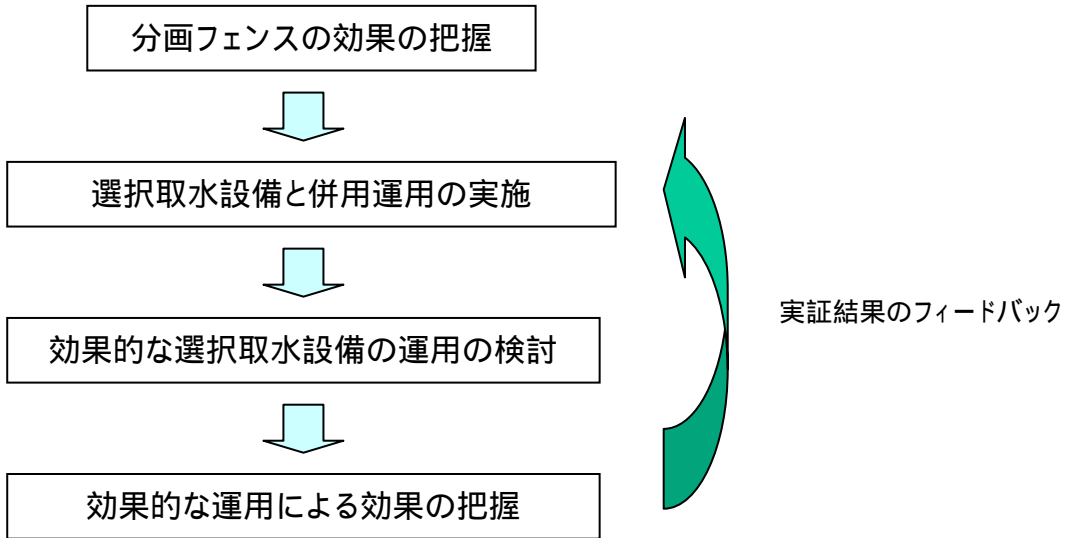 分画フェンスの効果の把握
選択取水設備と併用運用の実施
効果的な選択取水設備の運用の検討
実証結果のフィードバック
効果的な運用による効果の把握